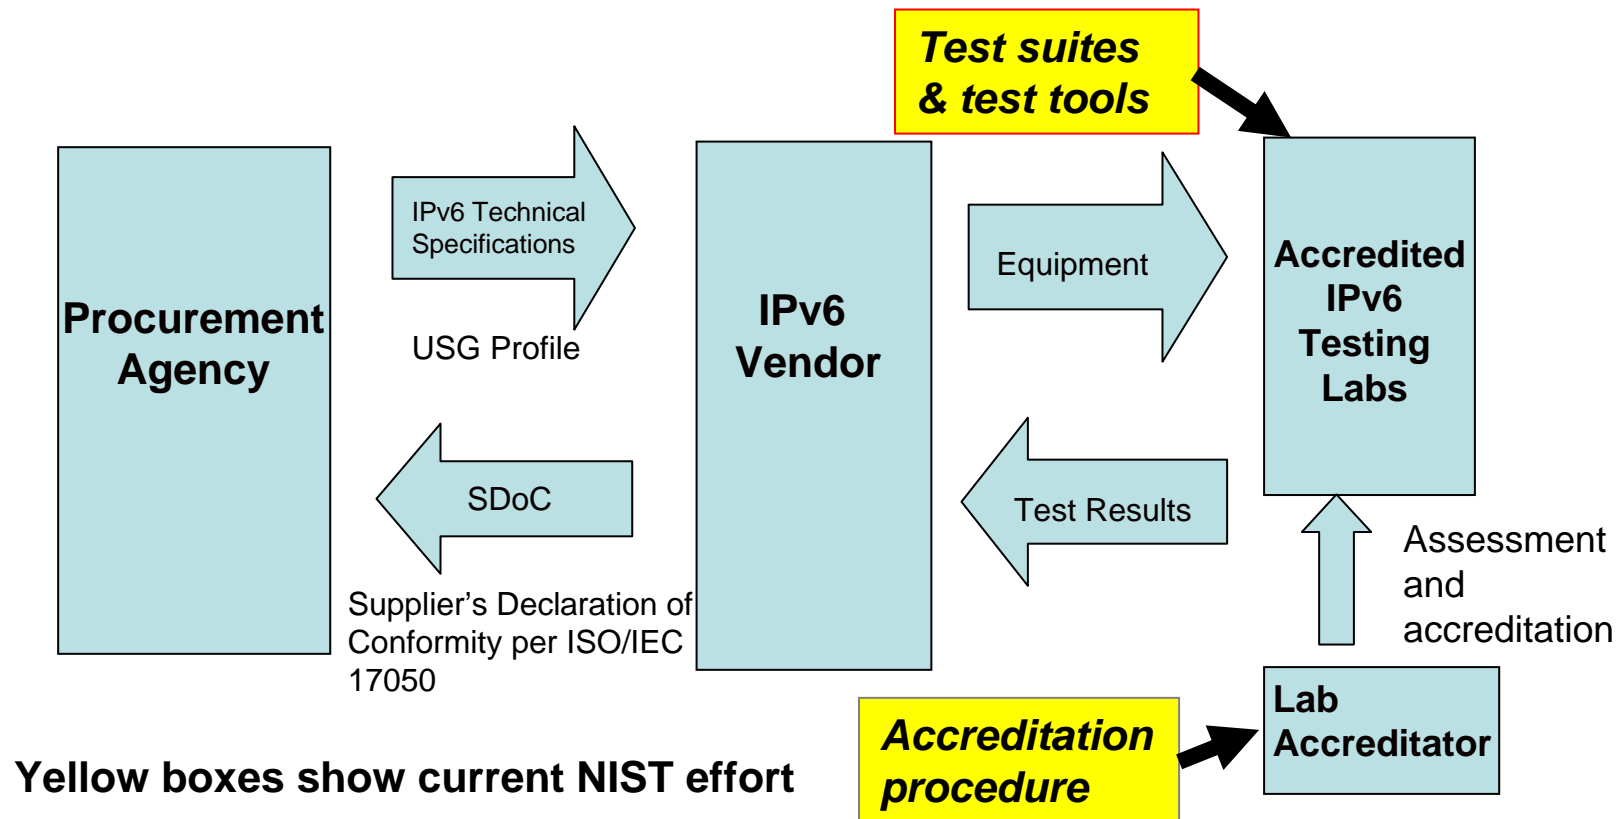 Test suites
& test tools
IPv6 Technical
Specifications
USG Profile
Procurement
Agency
IPv6
Vendor
Equipment
Accredited
IPv6
Testing
Labs
SDoC
Supplier’s Declaration of
Conformity per ISO/IEC
17050
Test Results
Assessment
and
accreditation
Lab
Accreditator
Accreditation
procedure
Yellow boxes show current NIST effort